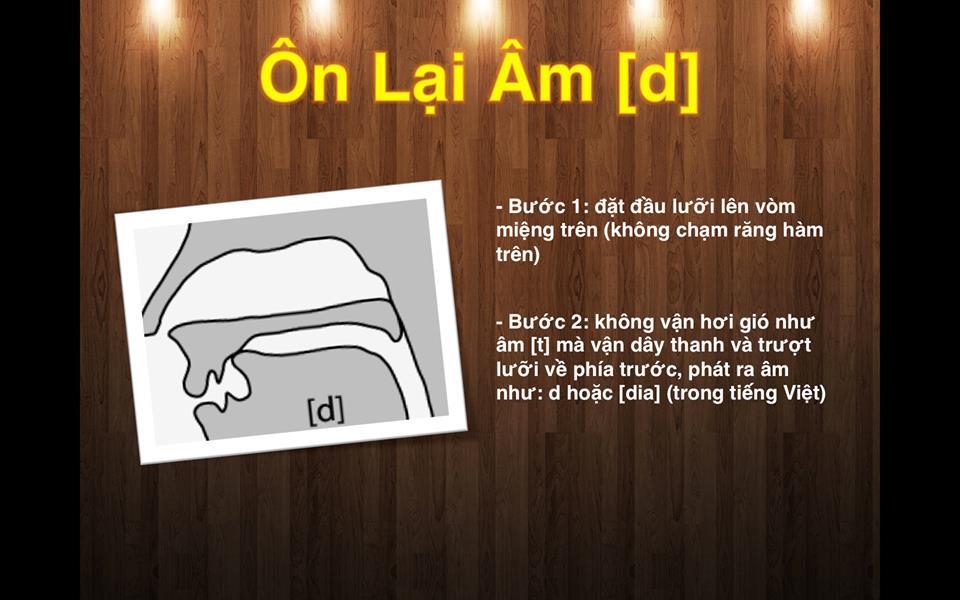 Ôn Lại Âm [d]
- Bước 1: đặt đầu lưỡi lên vòm
miệng trên (không chạm răng hàm
trên)
- Bước 2: không vận hơi gió như
âm [t] mà vận dây thanh và trượt
lưỡi về phía trước, phát ra âm
như: d hoặc [dia] (trong tiếng Việt)
[d]